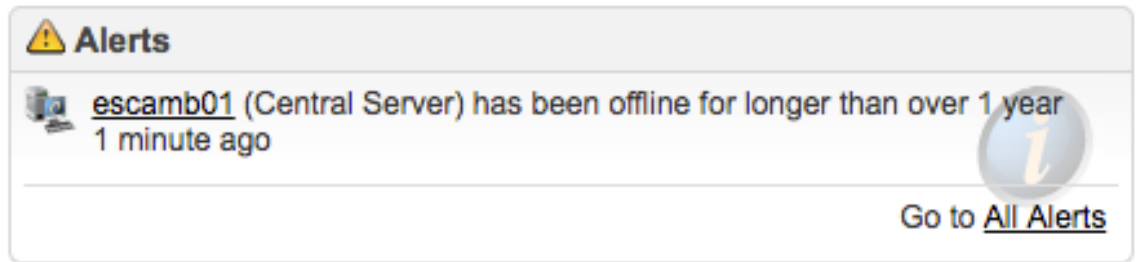 Alerts
escamb01 (Central Server) has been offline for longer than over 1 year
1 minute ago
Go to All Alerts